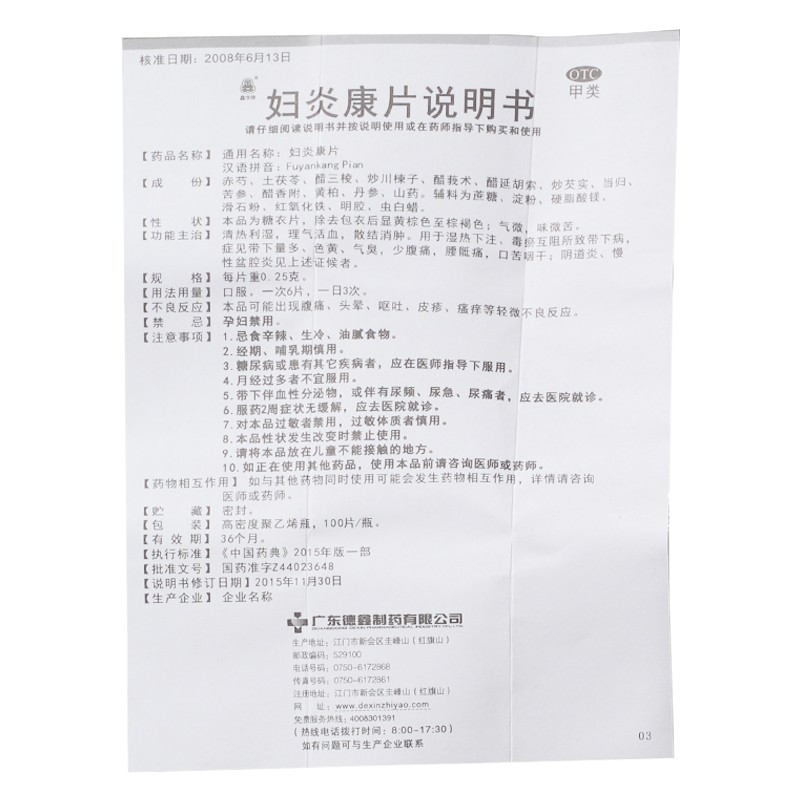 核准日期：2008年6月13日
OTC
甲类
妇炎康片说明书
请仔细阅读说明书并按说明使用或在药师指导下购买和使用
【药品名称】 通用名称：妇炎康片
汉语拼音：Fuyankang Pian
【成 份】 赤芍、土茯苓、醋三棱、炒川楝子、醋莪术、醋延胡索、炒芡实、当归、
苦参、醋香附、黄柏、丹参、山药。辅料为蔗糖、淀粉、硬脂酸镁、
滑石粉、红氧化铁、明胶、虫白蜡。
【性 状】 本品为糖衣片，除去包衣后显黄棕色至棕褐色；气微，味微苦。
【功能主治】 清热利湿，理气活血，散结消肿。用于湿热下注、毒瘀互阻所致带下病，
症见带下量多、色黄、气臭，少腹痛，腰骶痛，口苦咽干；阴道炎、慢
性盆腔炎见上述证候者。
【规 格】 每片重0.25克。
【用法用量】 口服。一次6片，一日3次。
【不良反应】 本品可能出现腹痛、头晕、呕吐、皮疹、瘙痒等轻微不良反应。
【禁 忌】 孕妇禁用。
【注意事项】 1.忌食辛辣、生冷、油腻食物。
2.经期、哺乳期慎用。
3.糖尿病或患有其它疾病者，应在医师指导下服用。
4.月经过多者不宜服用。
5.带下伴血性分泌物，或伴有尿频、尿急、尿痛者，应去医院就诊。
6.服药2周症状无缓解，应去医院就诊。
7.对本品过敏者禁用，过敏体质者慎用。
8.本品性状发生改变时禁止使用。
9.请将本品放在儿童不能接触的地方。
10.如正在使用其他药品，使用本品前请咨询医师或药师。
【药物相互作用】 如与其他药物同时使用可能会发生药物相互作用，详情请咨询
医师或药师。
【贮 藏】 密封。
【包 装】 高密度聚乙烯瓶，100片/瓶。
【有 效 期】 36个月。
【执行标准】 《中国药典》2015年版一部
【批准文号】 国药准字Z44023648
【说明书修订日期】2015年11月30日
【生产企业】 企业名称
广东德鑫制药有限公司
生产地址：江门市新会区圭峰山（红旗山）
邮政编码：529100
电话号码：0750-6172868
传真号码：0750-6172861
注册地址：江门市新会区圭峰山（红旗山）
网 址：www.dexinzhiyao.com
免费服务热线：4008301391
（热线电话拨打时间：8:00-17:30）
如有问题可与生产企业联系
03